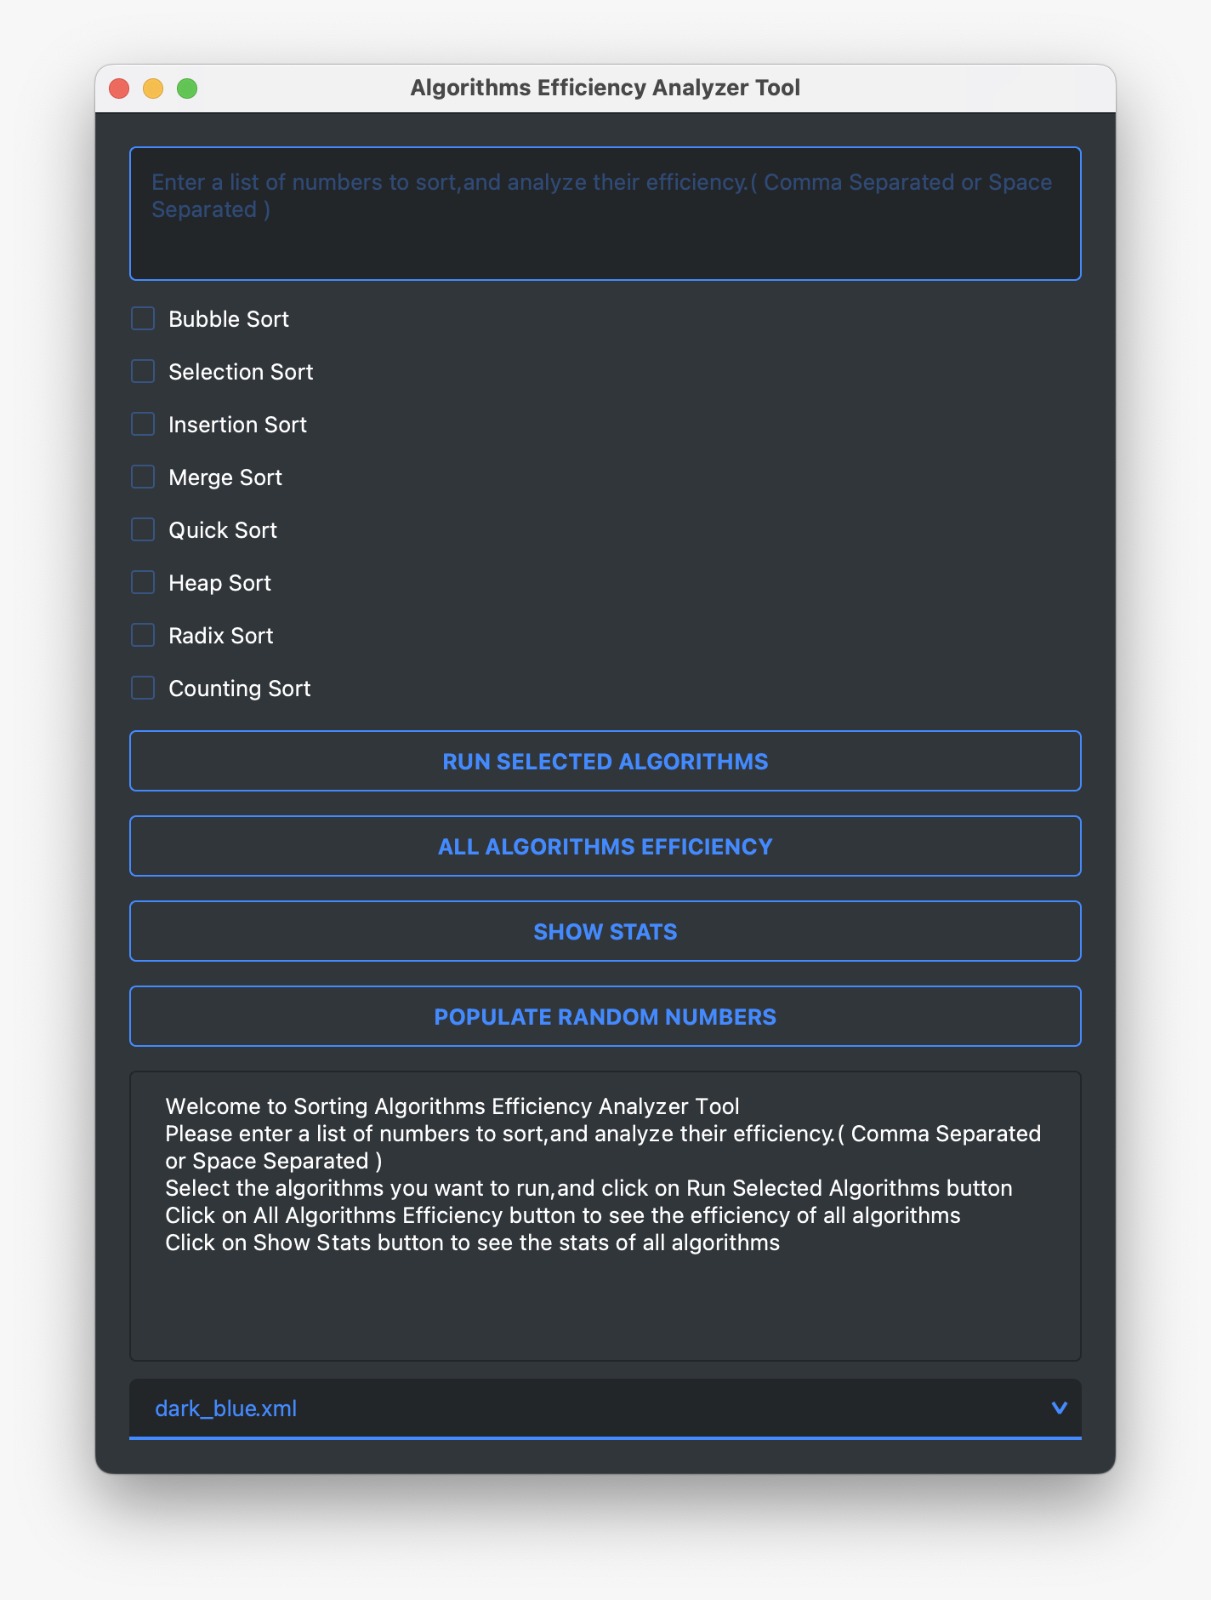 Algorithms Efficiency Analyzer Tool
Enter a list of numbers to sort,and analyze their efficiency.( Comma Separated or Space
Separated )
Bubble Sort
Selection Sort
Insertion Sort
Merge Sort
Quick Sort
Heap Sort
Radix Sort
Counting Sort
RUN SELECTED ALGORITHMS
ALL ALGORITHMS EFFICIENCY
SHOW STATS
POPULATE RANDOM NUMBERS
Welcome to Sorting Algorithms Efficiency Analyzer Tool
Please enter a list of numbers to sort,and analyze their efficiency.( Comma Separated
or Space Separated )
Select the algorithms you want to run,and click on Run Selected Algorithms button
Click on All Algorithms Efficiency button to see the efficiency of all algorithms
Click on Show Stats button to see the stats of all algorithms
dark_blue.xml